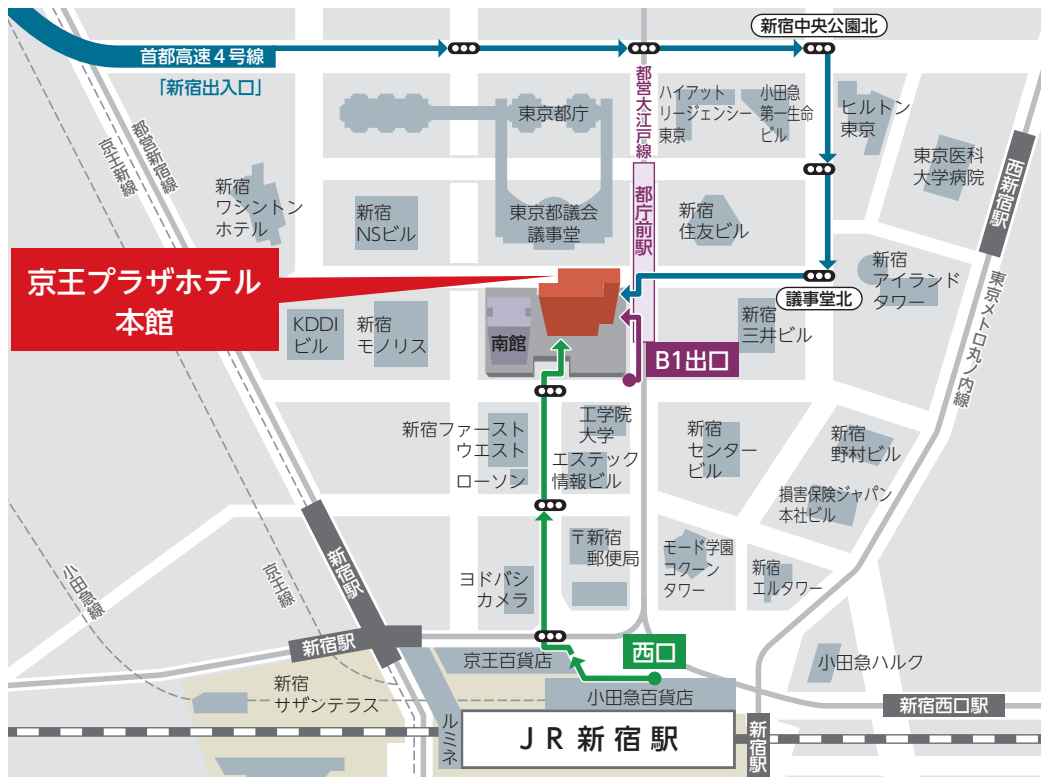 新宿中央公園北
首都高速4号線
「新宿出入口」
都営大江戸線
ハイアット
リージェンシー
東京
小田急
第一生命
ビル
ヒルトン
東京
東京都庁
都営新宿線
京王新線
東京医科
大学病院
西新宿駅
新宿
ワシントン
ホテル
新宿
NSビル
東京都議会
議事堂
都庁前駅
新宿
住友ビル
京王プラザホテル
本館
新宿
アイランド
タワー
議事堂北
KDDI
ビル
新宿
モノリス
南館
新宿
三井ビル
東京メトロ丸ノ内線
B1出口
新宿ファースト
ウエスト
ローソン
工学院
大学
エステック
情報ビル
新宿
センター
ビル
新宿
野村ビル
損害保険ジャパン
本社ビル
新宿駅
〒新宿
郵便局
モード学園
コクーン
タワー
新宿
エルタワー
小田急線
京王線
ヨドバシ
カメラ
新宿駅
西口
京王百貨店
小田急ハルク
新宿
サザンテラス
小田急百貨店
新宿西口駅
ルミネ
JR新宿駅
新宿駅